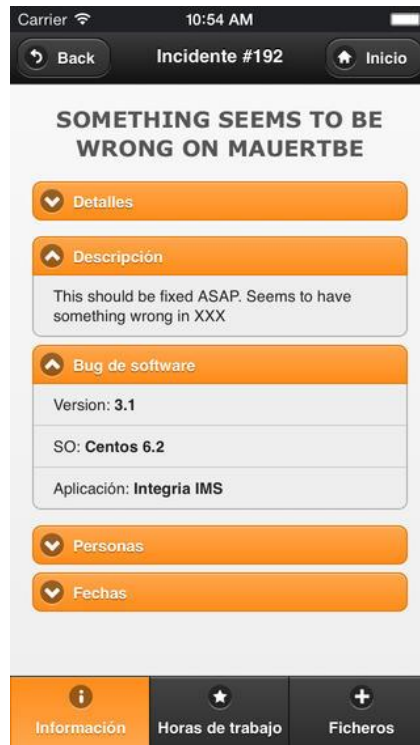 Carrier 10:54 AM
Back Incidente #192 Inicio
SOMETHING SEEMS TO BE
WRONG ON MAUERTBE
Detalles
Descripción
This should be fixed ASAP. Seems to have
something wrong in XXX
Bug de software
Version: 3.1
SO: Centos 6.2
Aplicación: Integria IMS
Personas
Fechas
Información Horas de trabajo Ficheros